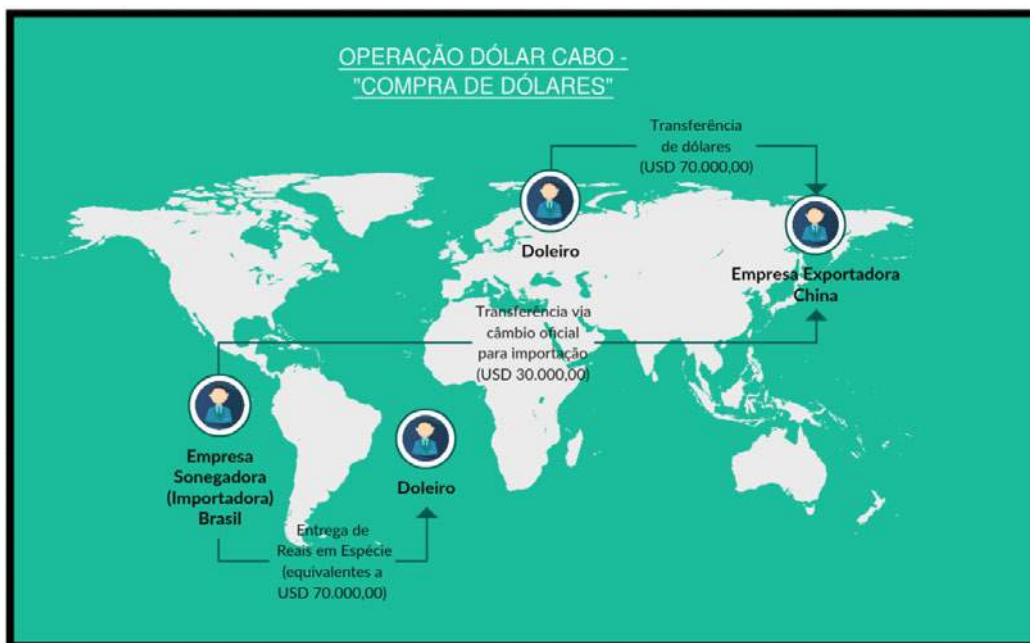 OPERAÇÃO DÓLAR CABO -
"COMPRA DE DÓLARES"
Transferência
de dólares
(USD 70.000,00)
Doleiro
Empresa Exportadora
China
Transferência via
câmbio oficial
para importação
(USD 30.000,00)
Empresa
Sonegadora
(Importadora)
Brasil
Doleiro
Entrega de
Reais em Espécie
(equivalentes a
USD 70.000,00)